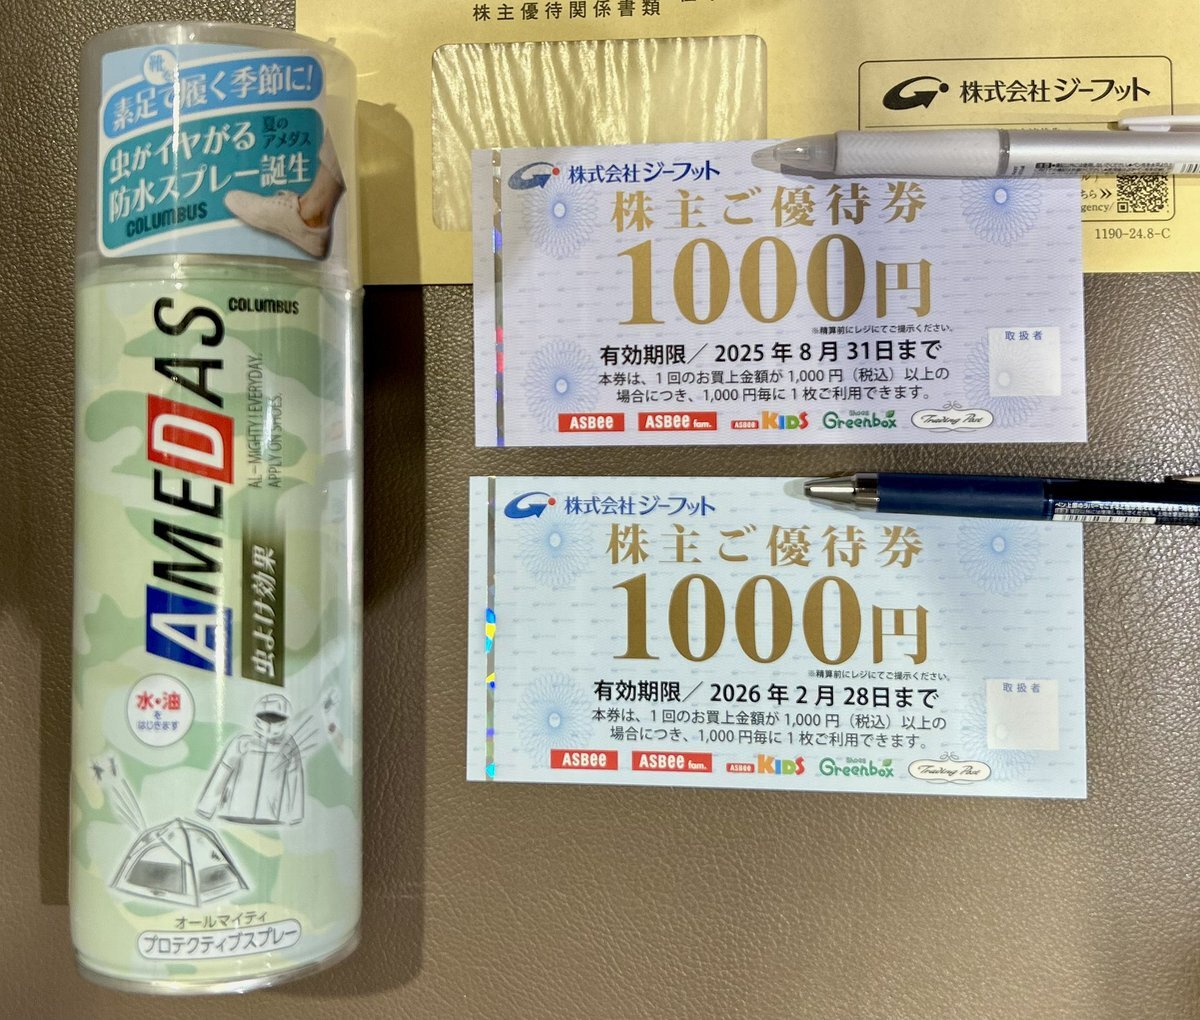 株主優待関係書類
株式会社ジーフット
ちら
gency/
1190-24.8-C
靴
素足で履く季節に!
虫がイヤがる
夏の
アメダス
防水スプレー誕生
COLUMBUS
COLUMBUS
AMEDAS
AL-MIGHTY! EVERYDAY.
APPLY ON SHOES.
虫よけ効果
水・油
を
はじきます
オールマイティ
プロテクティブスプレー
株式会社ジーフット
株主ご優待券
1000円
※精算前にレジにてご提示ください。
有効期限/2025年8月31日まで
取扱者
本券は、1回のお買上金額が1,000円(税込)以上の
場合につき、1,000円毎に1枚ご利用できます。
ASBee ASBee fam. ASBee KIDS Shoes Greenbox Trading Post
株式会社ジーフット
株主ご優待券
1000円
※精算前にレジにてご提示ください。
有効期限/2026年2月28日まで
取扱者
本券は、1回のお買上金額が1,000円(税込)以上の
場合につき、1,000円毎に1枚ご利用できます。
ASBee ASBee fam. ASBee KIDS Shoes Greenbox Trading Post